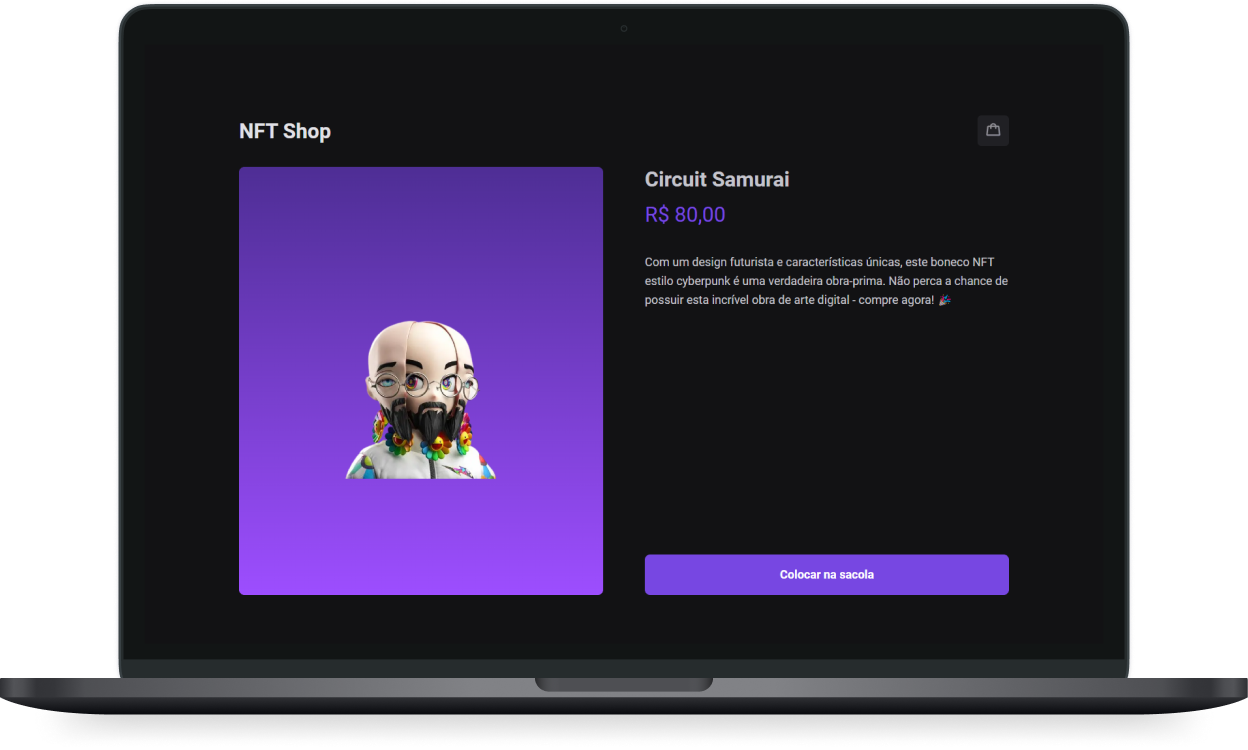 NFT Shop
Circuit Samurai
R$ 80,00
Com um design futurista e características únicas, este boneco NFT
estilo cyberpunk é uma verdadeira obra-prima. Não perca a chance de
possuir esta incrível obra de arte digital - compre agora! 🎉
Colocar na sacola